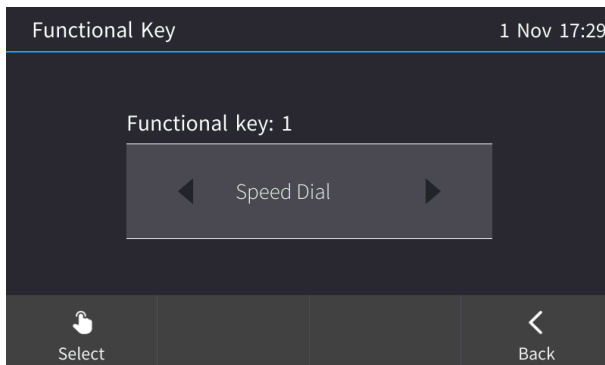 Functional Key 1 Nov 17:29
Functional key: 1
Speed Dial
Select Back